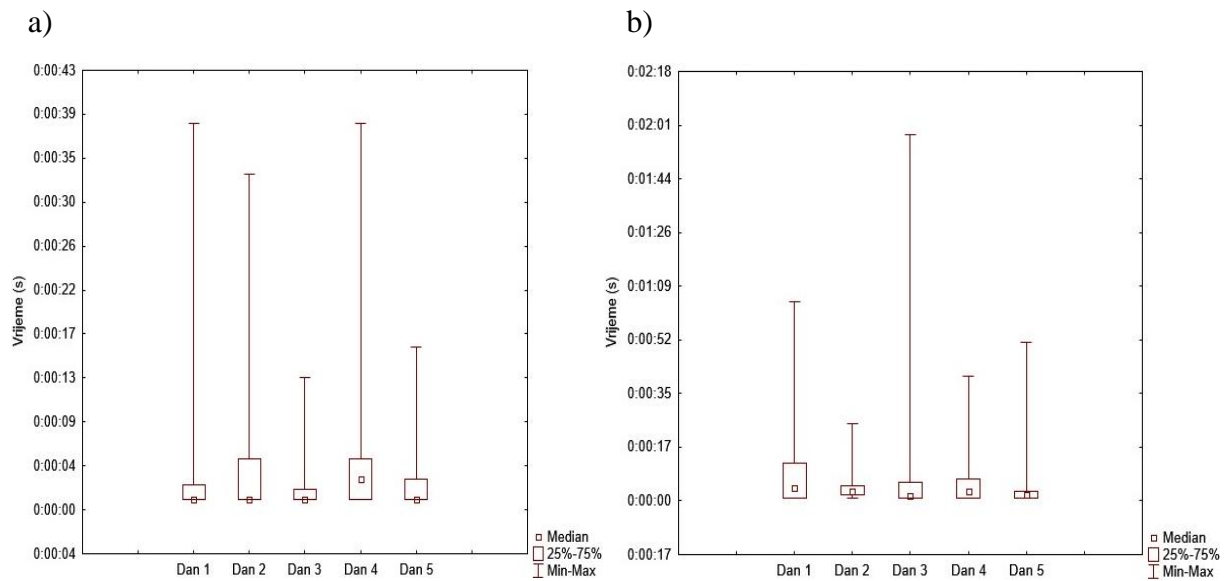 a)
0:00:43
0:00:39
0:00:35
0:00:30
0:00:26
0:00:22
0:00:17
0:00:13
0:00:09
0:00:04
0:00:00
0:00:04
Vrijeme (s)
Dan 1 Dan 2 Dan 3 Dan 4 Dan 5
Median
25%-75%
Min-Max
b)
0:02:18
0:02:01
0:01:44
0:01:26
0:01:09
0:00:52
0:00:35
0:00:17
0:00:00
0:00:17
Vrijeme (s)
Dan 1 Dan 2 Dan 3 Dan 4 Dan 5
Median
25%-75%
Min-Max